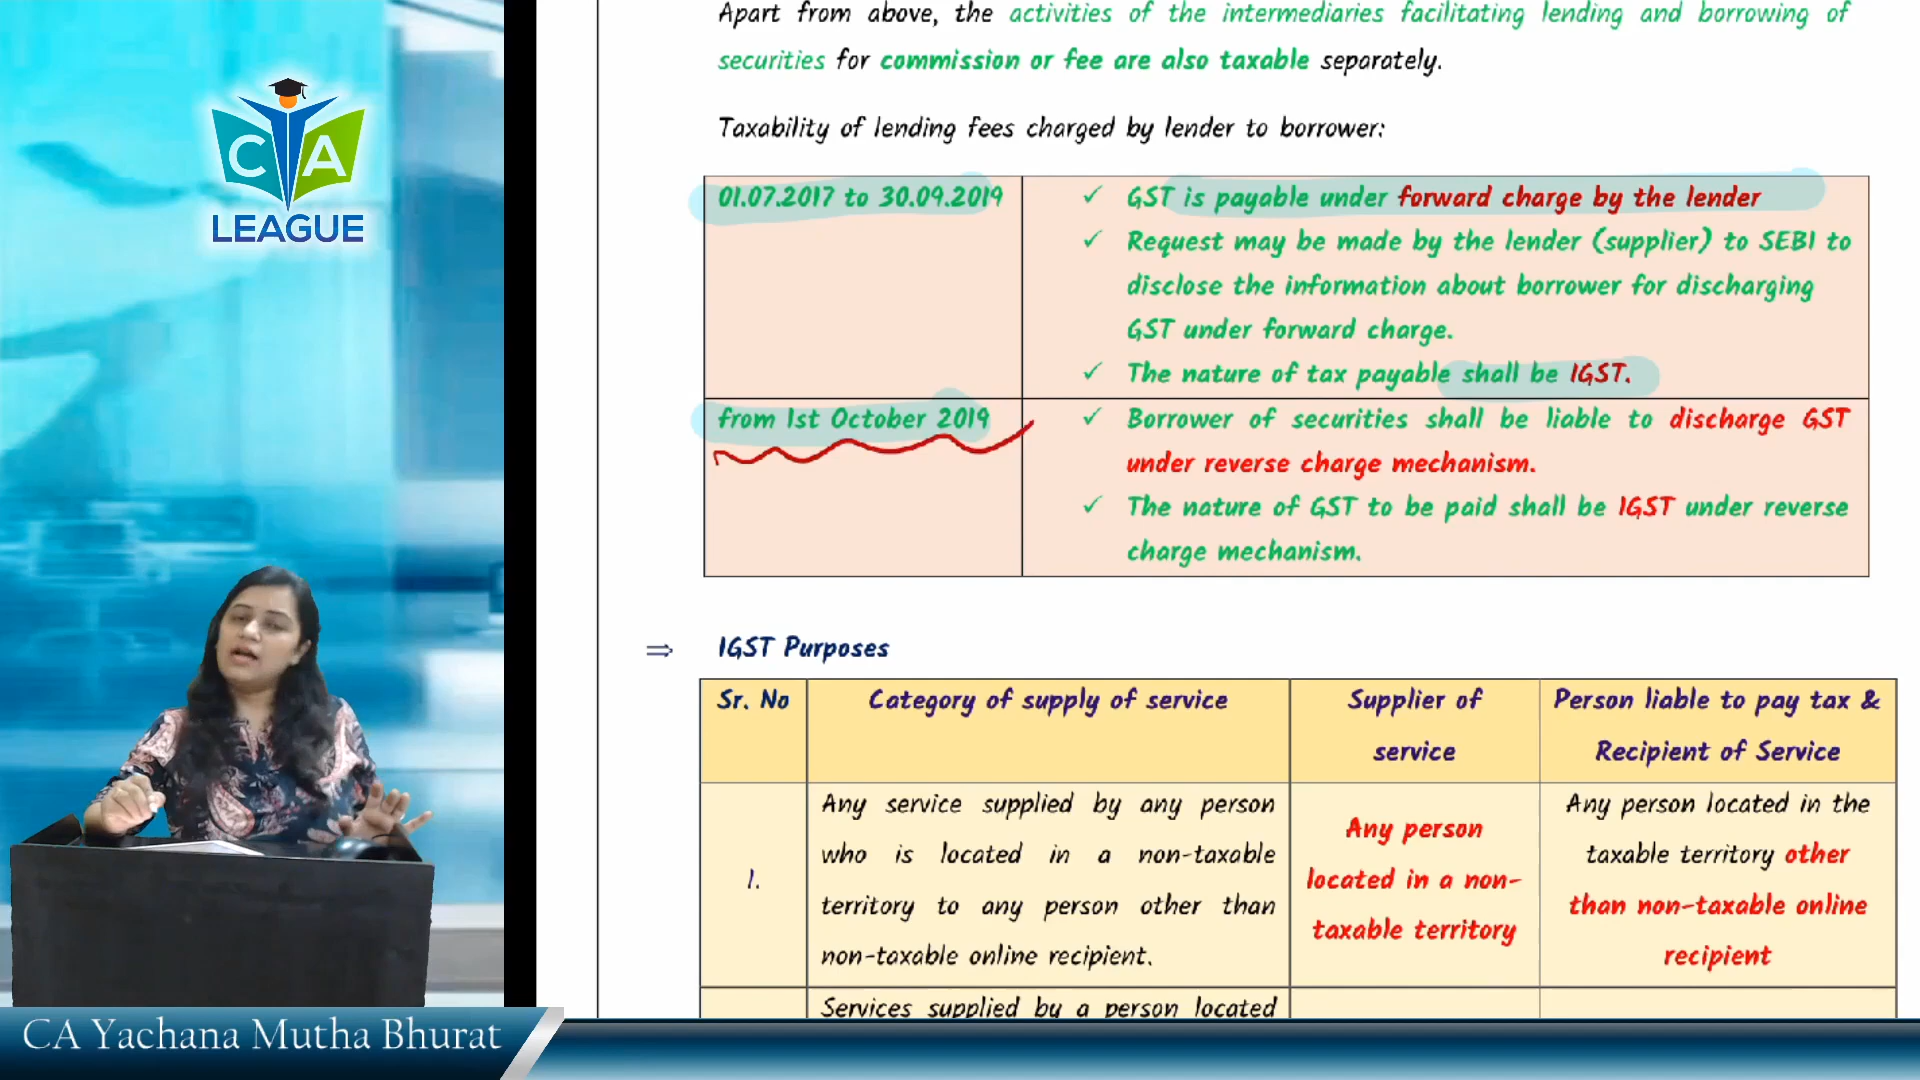 CA
LEAGUE
Apart from above, the activities of the intermediaries facilitating lending and borrowing of
securities for commission or fee are also taxable separately.
Taxability of lending fees charged by lender to borrower:
01.07.2017 to 30.09.2019
✓ GST is payable under forward charge by the lender
✓ Request may be made by the lender (supplier) to SEBI to
disclose the information about borrower for discharging
GST under forward charge.
✓ The nature of tax payable shall be IGST.
from 1st October 2019
✓ Borrower of securities shall be liable to discharge GST
under reverse charge mechanism.
✓ The nature of GST to be paid shall be IGST under reverse
charge mechanism.
⇒ IGST Purposes
Sr. No
Category of supply of service
Supplier of
service
Person liable to pay tax &
Recipient of Service
1.
Any service supplied by any person
who is located in a non-taxable
territory to any person other than
non-taxable online recipient.
Any person
located in a non-
taxable territory
Any person located in the
taxable territory other
than non-taxable online
recipient
Services supplied by a person located
CA Yachana Mutha Bhurat